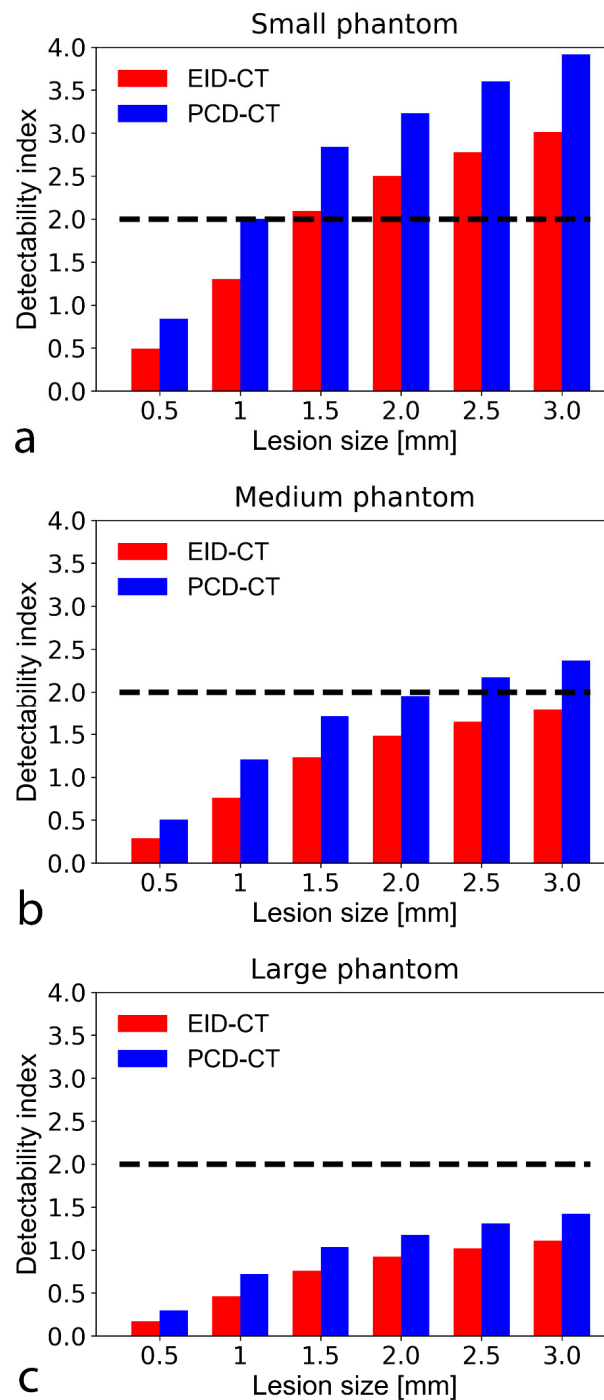 Small phantom
4.0
3.5
3.0
2.5
2.0
1.5
1.0
0.5
0.0
Detectability index
EID-CT
PCD-CT
0.5 1 1.5 2.0 2.5 3.0
Lesion size [mm]
a
Medium phantom
4.0
3.5
3.0
2.5
2.0
1.5
1.0
0.5
0.0
Detectability index
EID-CT
PCD-CT
0.5 1 1.5 2.0 2.5 3.0
Lesion size [mm]
b
Large phantom
4.0
3.5
3.0
2.5
2.0
1.5
1.0
0.5
0.0
Detectability index
EID-CT
PCD-CT
0.5 1 1.5 2.0 2.5 3.0
Lesion size [mm]
c